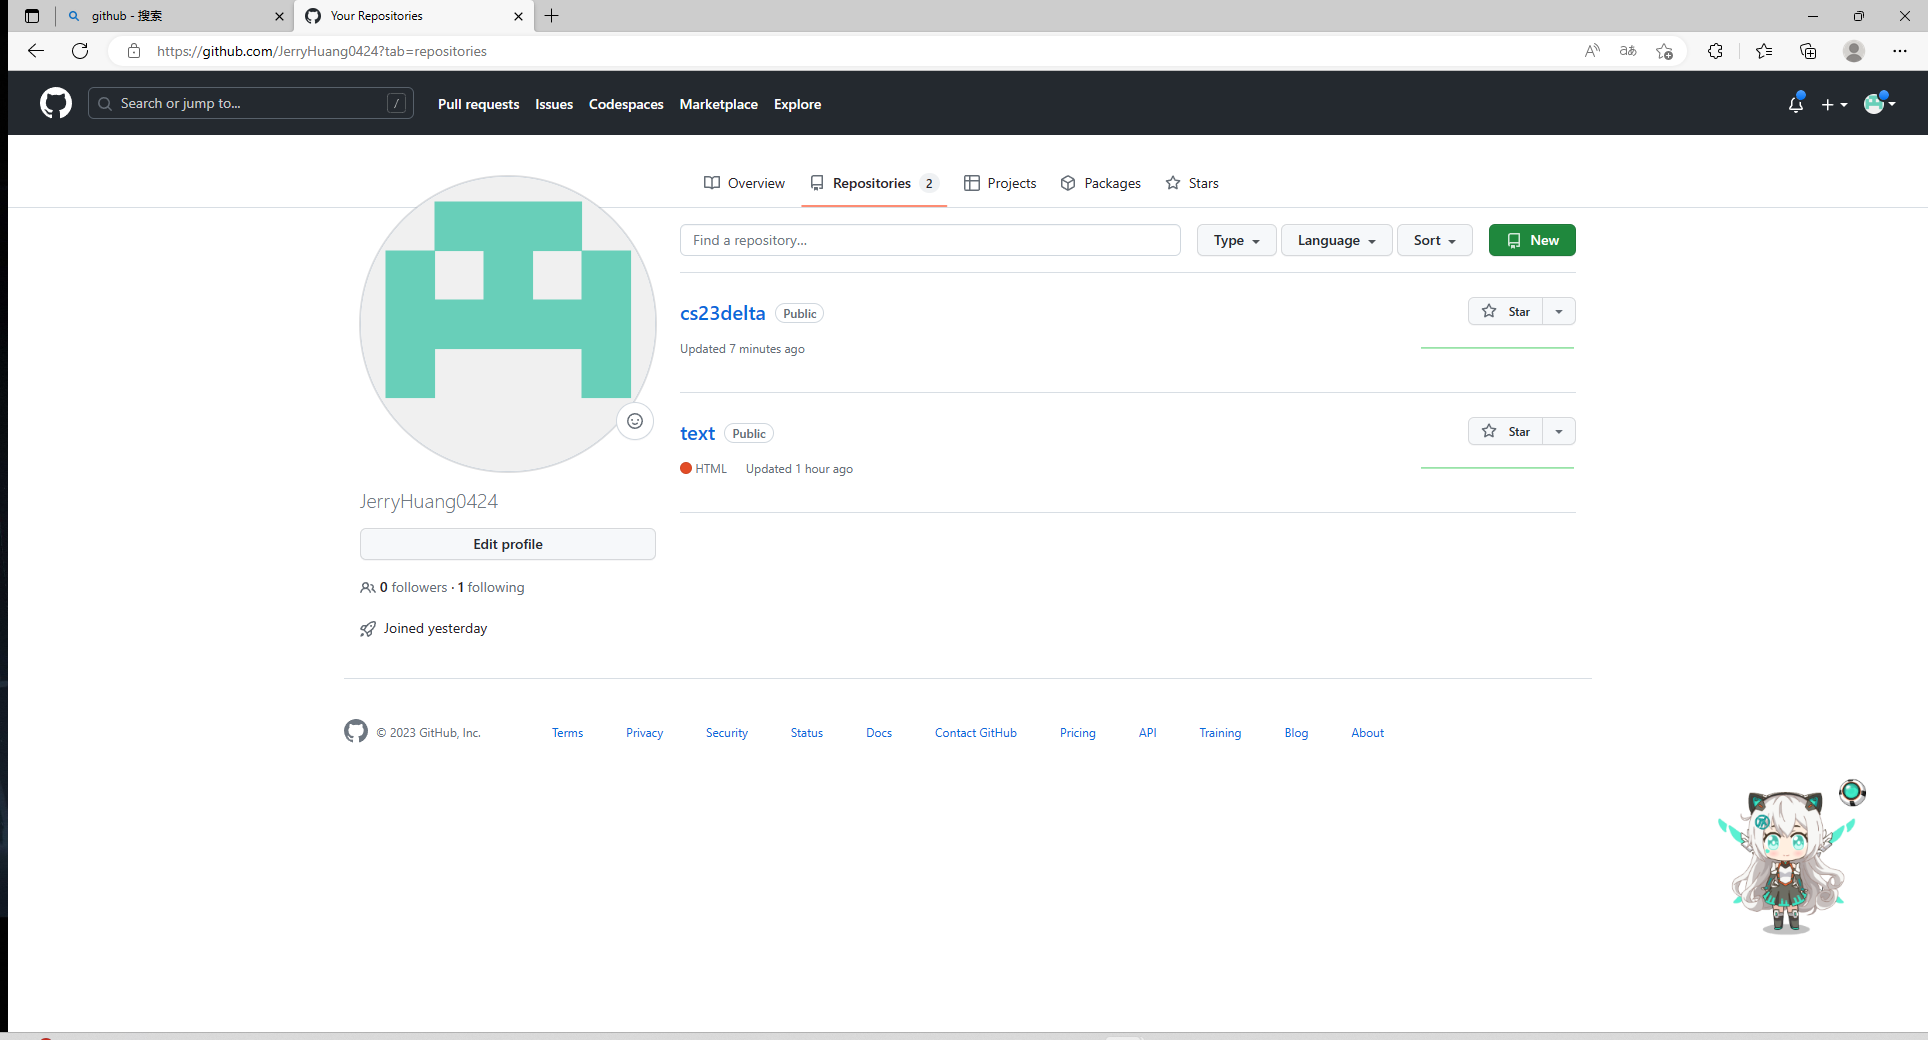 github - 搜索
Your Repositories
https://github.com/JerryHuang0424?tab=repositories
Search or jump to...
/
Pull requests Issues Codespaces Marketplace Explore
Overview Repositories 2 Projects Packages Stars
Find a repository...
Type Language Sort New
cs23delta Public
Star
Updated 7 minutes ago
text Public
Star
HTML Updated 1 hour ago
JerryHuang0424
Edit profile
0 followers · 1 following
Joined yesterday
© 2023 GitHub, Inc. Terms Privacy Security Status Docs Contact GitHub Pricing API Training Blog About